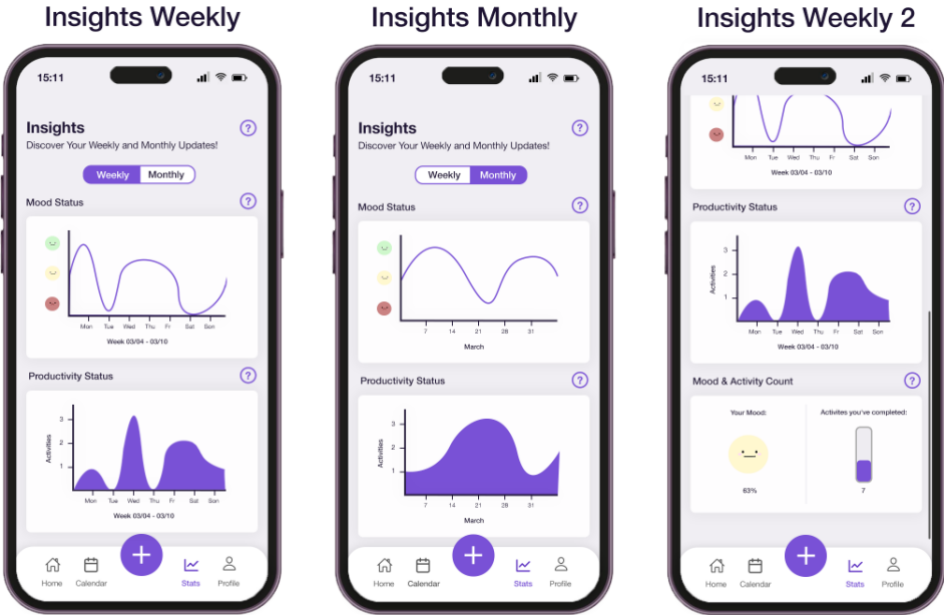 Insights Weekly
15:11
Insights
?
Discover Your Weekly and Monthly Updates!
Weekly Monthly
Mood Status
?
Mon Tue Wed Thu Fr Sat Son
Week 03/04 - 03/10
Productivity Status
?
Activities
3
2
1
Mon Tue Wed Thu Fr Sat Son
Week 03/04 - 03/10
+
Home Calendar Stats Profile
Insights Monthly
15:11
Insights
?
Discover Your Weekly and Monthly Updates!
Weekly Monthly
Mood Status
?
7 14 21 28 31
March
Productivity Status
?
Activities
3
2
1
7 14 21 28 31
March
+
Home Calendar Stats Profile
Insights Weekly 2
15:11
Mon Tue Wed Thu Fr Sat Son
Week 03/04 - 03/10
Productivity Status
?
Activities
3
2
1
Mon Tue Wed Thu Fr Sat Son
Week 03/04 - 03/10
Mood & Activity Count
?
Your Mood:
63%
Activites you've completed:
7
+
Home Calendar Stats Profile